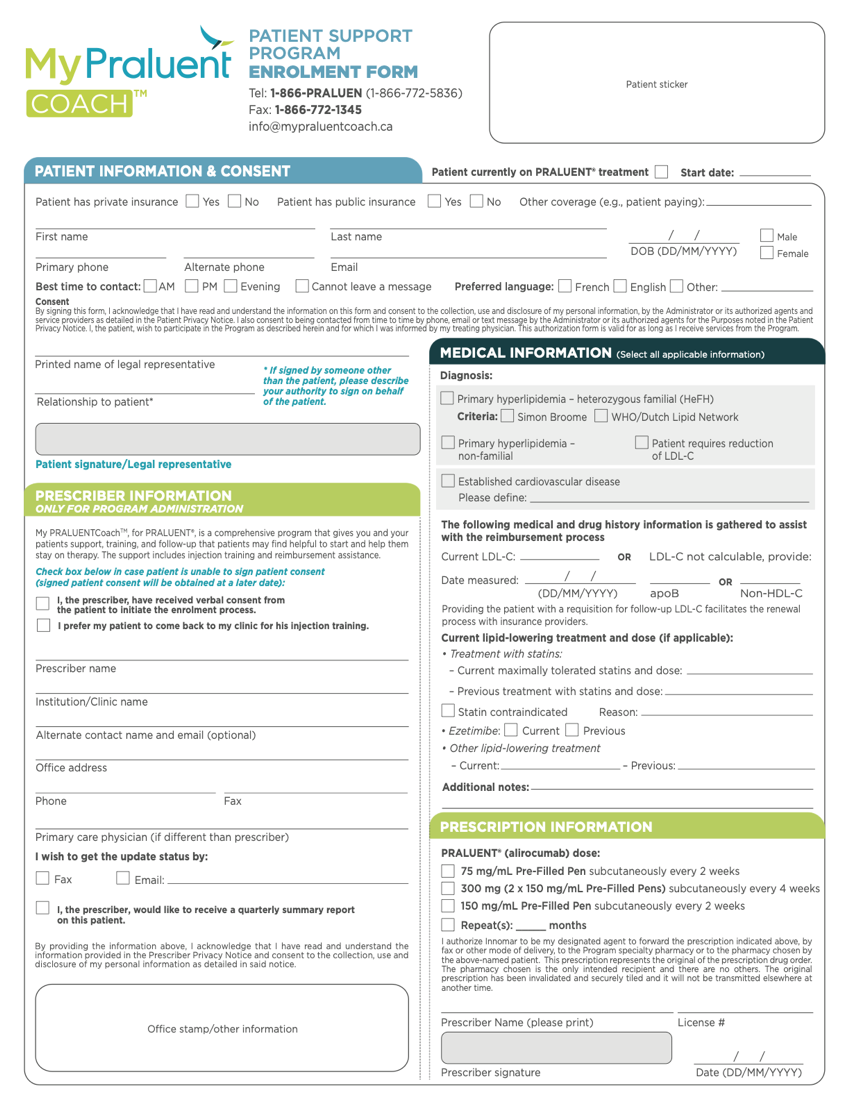 MyPraluent
COACH™
PATIENT SUPPORT
PROGRAM
ENROLMENT FORM
Tel: 1-866-PRALUEN (1-866-772-5836)
Fax: 1-866-772-1345
info@mypraluentcoach.ca
Patient sticker
PATIENT INFORMATION & CONSENT
Patient currently on PRALUENT® treatment Start date:
Patient has private insurance Yes No Patient has public insurance Yes No Other coverage (e.g., patient paying):
First name Last name / / DOB (DD/MM/YYYY) Male
Female
Primary phone Alternate phone Email
Best time to contact: AM PM Evening Cannot leave a message Preferred language: French English Other:
Consent
By signing this form, I acknowledge that I have read and understand the information on this form and consent to the collection, use and disclosure of my personal information, by the Administrator or its authorized agents and
service providers as detailed in the Patient Privacy Notice. I also consent to being contacted from time to time by phone, email or text message by the Administrator or its authorized agents for the Purposes noted in the Patient
Privacy Notice. I, the patient, wish to participate in the Program as described herein and for which I was informed by my treating physician. This authorization form is valid for as long as I receive services from the Program.
Printed name of legal representative
* If signed by someone other
than the patient, please describe
your authority to sign on behalf
of the patient.
Relationship to patient*
Patient signature/Legal representative
PRESCRIBER INFORMATION
ONLY FOR PROGRAM ADMINISTRATION
My PRALUENTCoach™, for PRALUENT®, is a comprehensive program that gives you and your
patients support, training, and follow-up that patients may find helpful to start and help them
stay on therapy. The support includes injection training and reimbursement assistance.
Check box below in case patient is unable to sign patient consent
(signed patient consent will be obtained at a later date):
I, the prescriber, have received verbal consent from
the patient to initiate the enrolment process.
I prefer my patient to come back to my clinic for his injection training.
Prescriber name
Institution/Clinic name
Alternate contact name and email (optional)
Office address
Phone Fax
Primary care physician (if different than prescriber)
I wish to get the update status by:
Fax Email:
I, the prescriber, would like to receive a quarterly summary report
on this patient.
By providing the information above, I acknowledge that I have read and understand the
information provided in the Prescriber Privacy Notice and consent to the collection, use and
disclosure of my personal information as detailed in said notice.
Office stamp/other information
MEDICAL INFORMATION (Select all applicable information)
Diagnosis:
Primary hyperlipidemia – heterozygous familial (HeFH)
Criteria: Simon Broome WHO/Dutch Lipid Network
Primary hyperlipidemia –
non-familial
Patient requires reduction
of LDL-C
Established cardiovascular disease
Please define:
The following medical and drug history information is gathered to assist
with the reimbursement process
Current LDL-C: OR LDL-C not calculable, provide:
Date measured: / / OR
(DD/MM/YYYY) apoB Non-HDL-C
Providing the patient with a requisition for follow-up LDL-C facilitates the renewal
process with insurance providers.
Current lipid-lowering treatment and dose (if applicable):
• Treatment with statins:
– Current maximally tolerated statins and dose:
– Previous treatment with statins and dose:
Statin contraindicated Reason:
• Ezetimibe: Current Previous
• Other lipid-lowering treatment
– Current: – Previous:
Additional notes:
PRESCRIPTION INFORMATION
PRALUENT® (alirocumab) dose:
75 mg/mL Pre-Filled Pen subcutaneously every 2 weeks
300 mg (2 x 150 mg/mL Pre-Filled Pens) subcutaneously every 4 weeks
150 mg/mL Pre-Filled Pen subcutaneously every 2 weeks
Repeat(s): months
I authorize Innomar to be my designated agent to forward the prescription indicated above, by
fax or other mode of delivery, to the Program specialty pharmacy or to the pharmacy chosen by
the above-named patient. This prescription represents the original of the prescription drug order.
The pharmacy chosen is the only intended recipient and there are no others. The original
prescription has been invalidated and securely tiled and it will not be transmitted elsewhere at
another time.
Prescriber Name (please print) License #
/ /
Prescriber signature Date (DD/MM/YYYY)